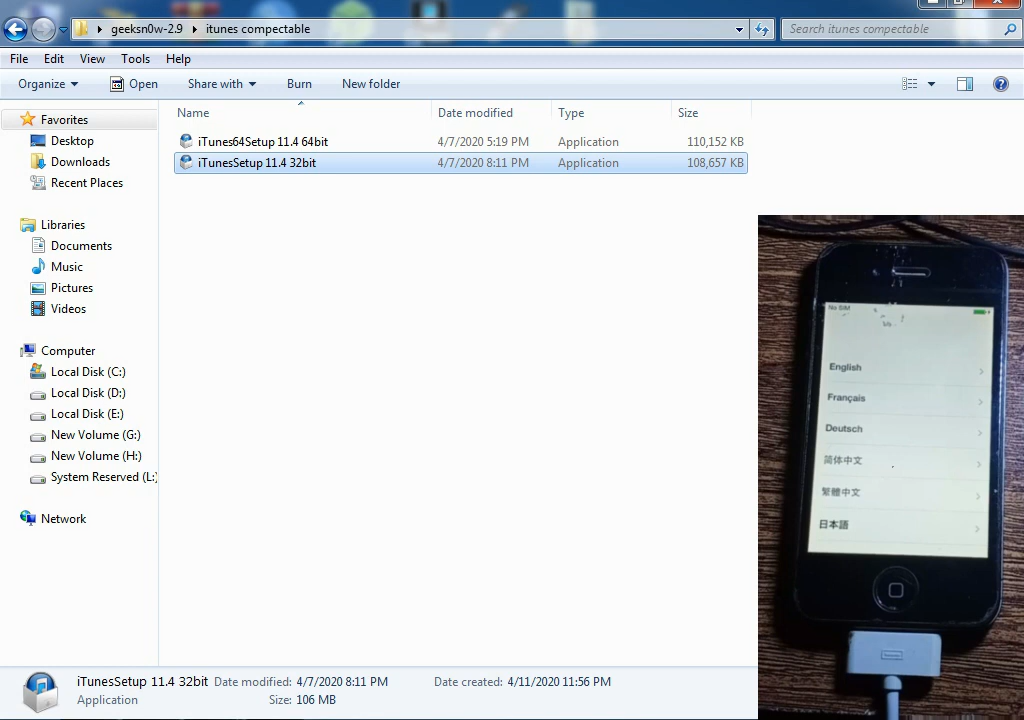 geeksn0w-2.9 itunes compectable
Search itunes compectable
File Edit View Tools Help
Organize Open Share with Burn New folder
Name Date modified Type Size
iTunes64Setup 11.4 64bit 4/7/2020 5:19 PM Application 110,152 KB
iTunesSetup 11.4 32bit 4/7/2020 8:11 PM Application 108,657 KB
Favorites
Desktop
Downloads
Recent Places
Libraries
Documents
Music
Pictures
Videos
Computer
Local Disk (C:)
Local Disk (D:)
Local Disk (E:)
New Volume (G:)
New Volume (H:)
System Reserved (L:)
Network
No SIM
English
Français
Deutsch
简体中文
繁體中文
日本語
iTunesSetup 11.4 32bit Date modified: 4/7/2020 8:11 PM Date created: 4/11/2020 11:56 PM
Application Size: 106 MB